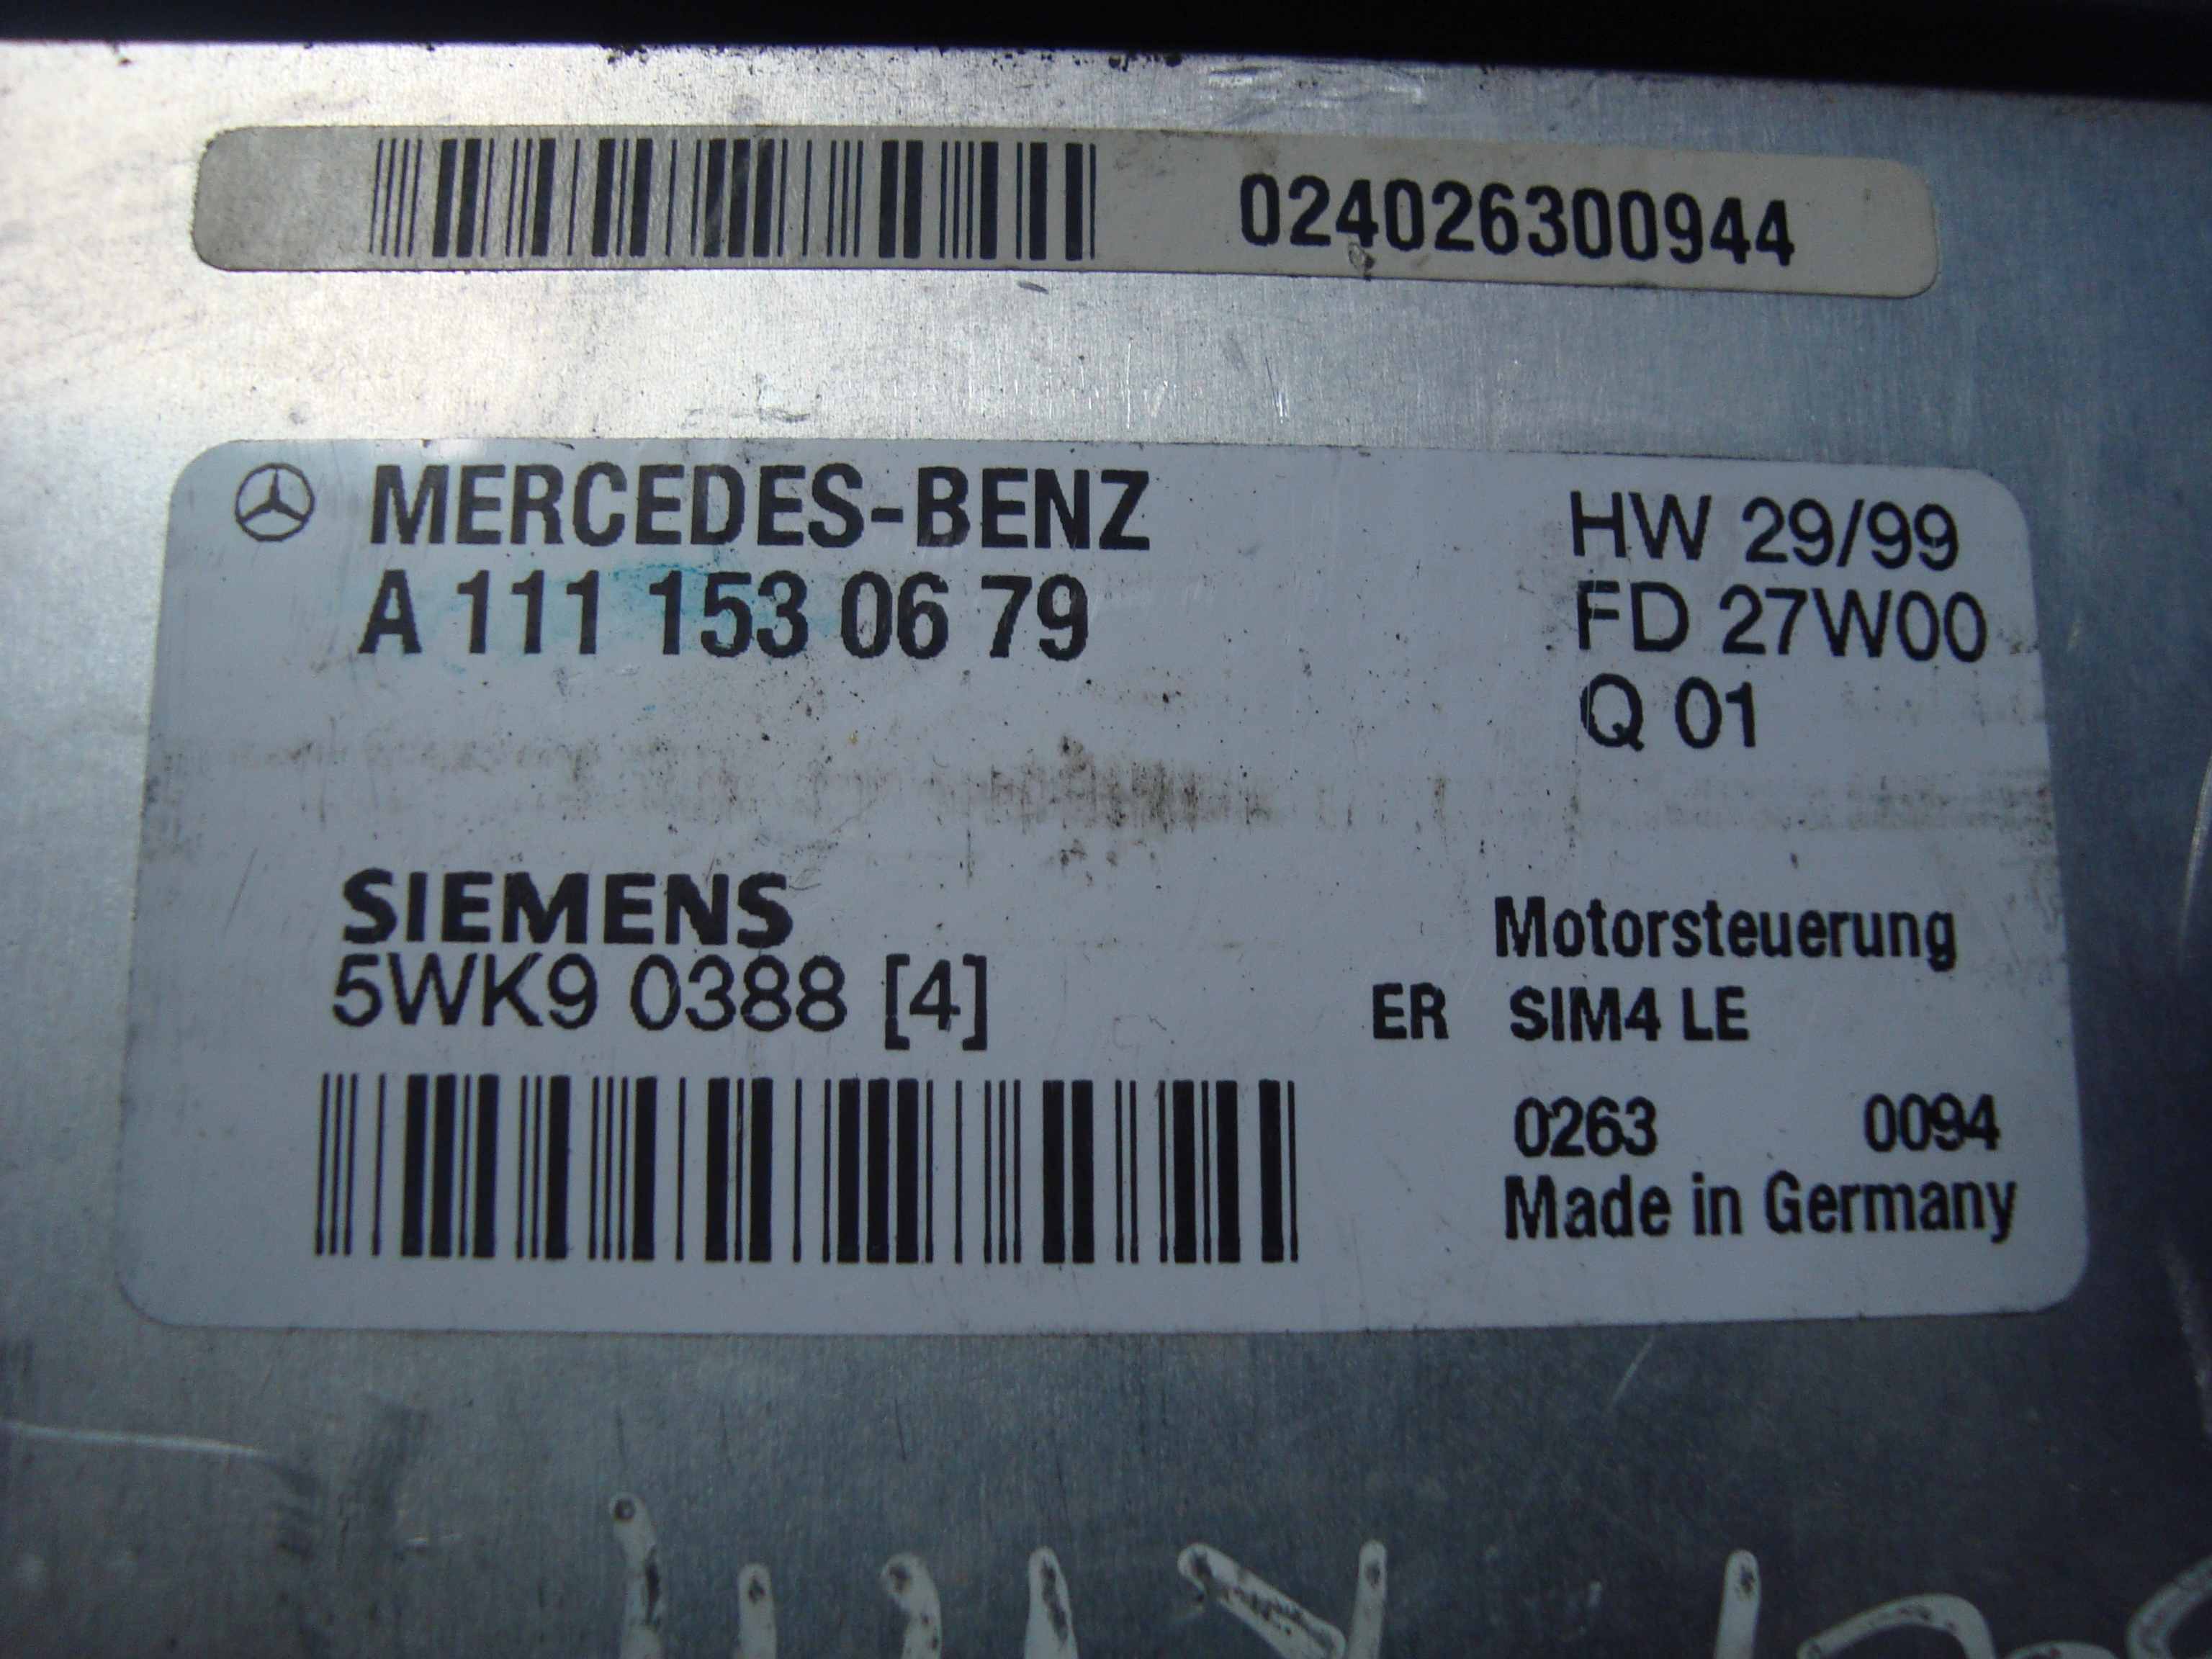 024026300944
MERCEDES-BENZ
A 111 153 06 79
HW 29/99
FD 27W00
Q 01
SIEMENS
5WK9 0388 [4]
Motorsteuerung
ER SIM4 LE
0263 0094
Made in Germany